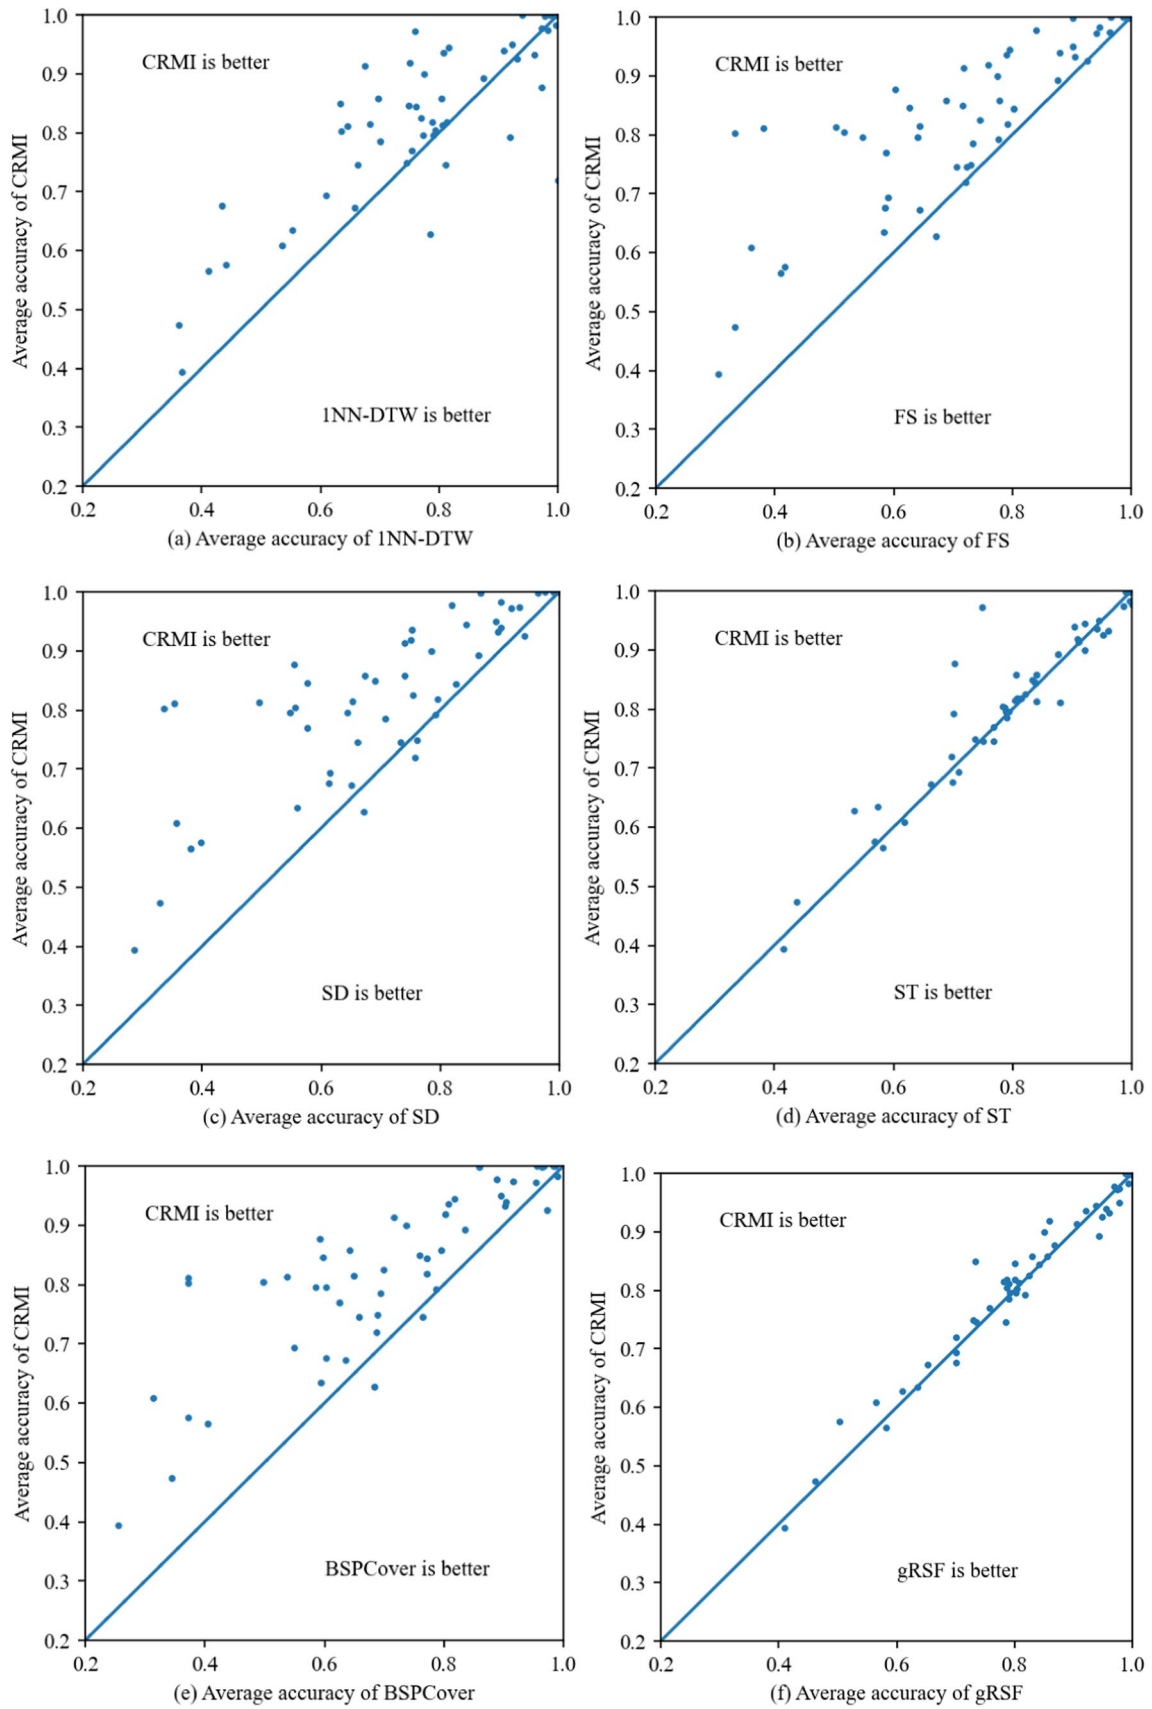 1.0
0.9
0.8
0.7
0.6
0.5
0.4
0.3
0.2
Average accuracy of CRMI
CRMI is better
1NN-DTW is better
0.2 0.4 0.6 0.8 1.0
(a) Average accuracy of 1NN-DTW
1.0
0.9
0.8
0.7
0.6
0.5
0.4
0.3
0.2
Average accuracy of CRMI
CRMI is better
FS is better
0.2 0.4 0.6 0.8 1.0
(b) Average accuracy of FS
1.0
0.9
0.8
0.7
0.6
0.5
0.4
0.3
0.2
Average accuracy of CRMI
CRMI is better
SD is better
0.2 0.4 0.6 0.8 1.0
(c) Average accuracy of SD
1.0
0.9
0.8
0.7
0.6
0.5
0.4
0.3
0.2
Average accuracy of CRMI
CRMI is better
ST is better
0.2 0.4 0.6 0.8 1.0
(d) Average accuracy of ST
1.0
0.9
0.8
0.7
0.6
0.5
0.4
0.3
0.2
Average accuracy of CRMI
CRMI is better
BSPCover is better
0.2 0.4 0.6 0.8 1.0
(e) Average accuracy of BSPCover
1.0
0.9
0.8
0.7
0.6
0.5
0.4
0.3
0.2
Average accuracy of CRMI
CRMI is better
gRSF is better
0.2 0.4 0.6 0.8 1.0
(f) Average accuracy of gRSF